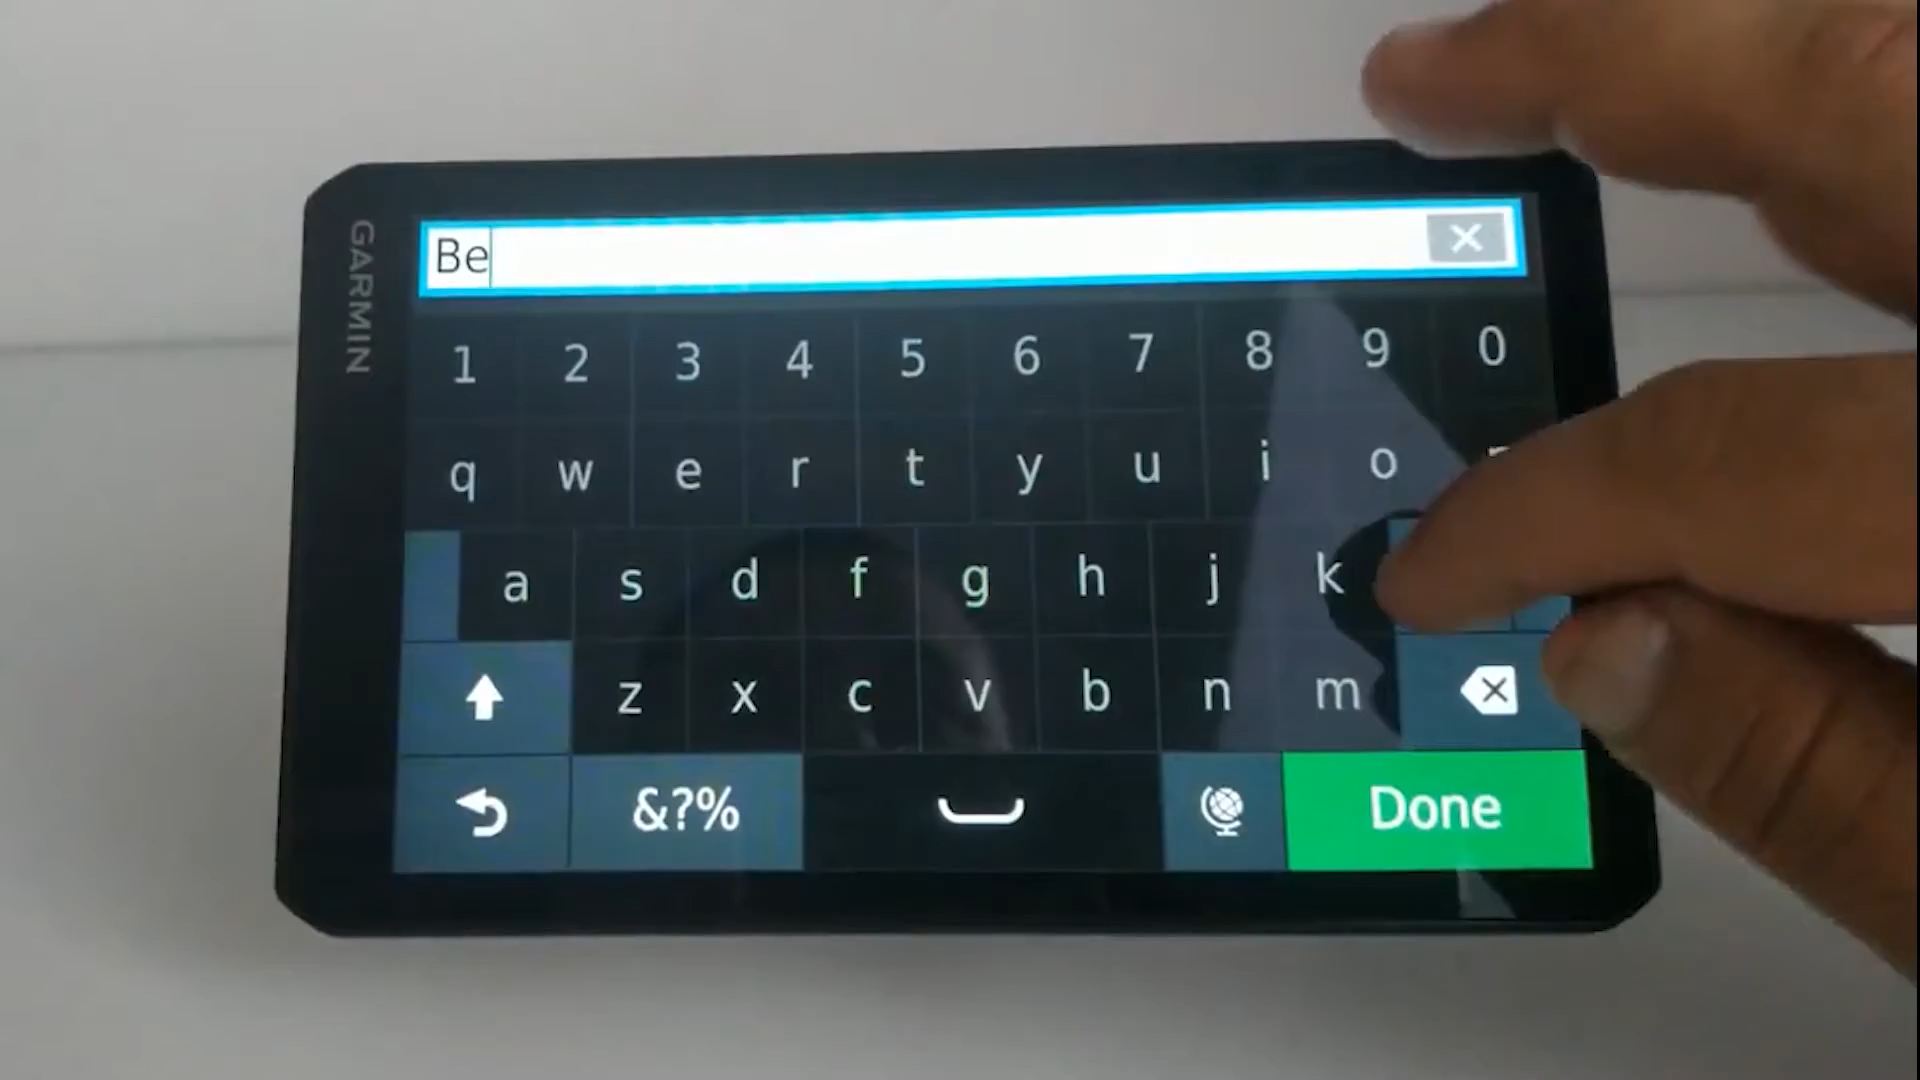 GARMIN
Be
1 2 3 4 5 6 7 8 9 0
q w e r t y u i o
a s d f g h j k
z x c v b n m
&?% Done